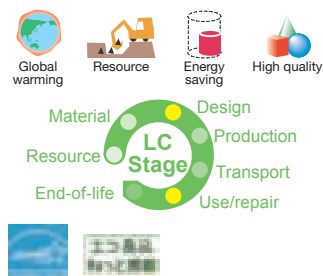 Global
warming
Resource
Energy
saving
High quality
Material
Resource
End-of-life
LC
Stage
Design
Production
Transport
Use/repair